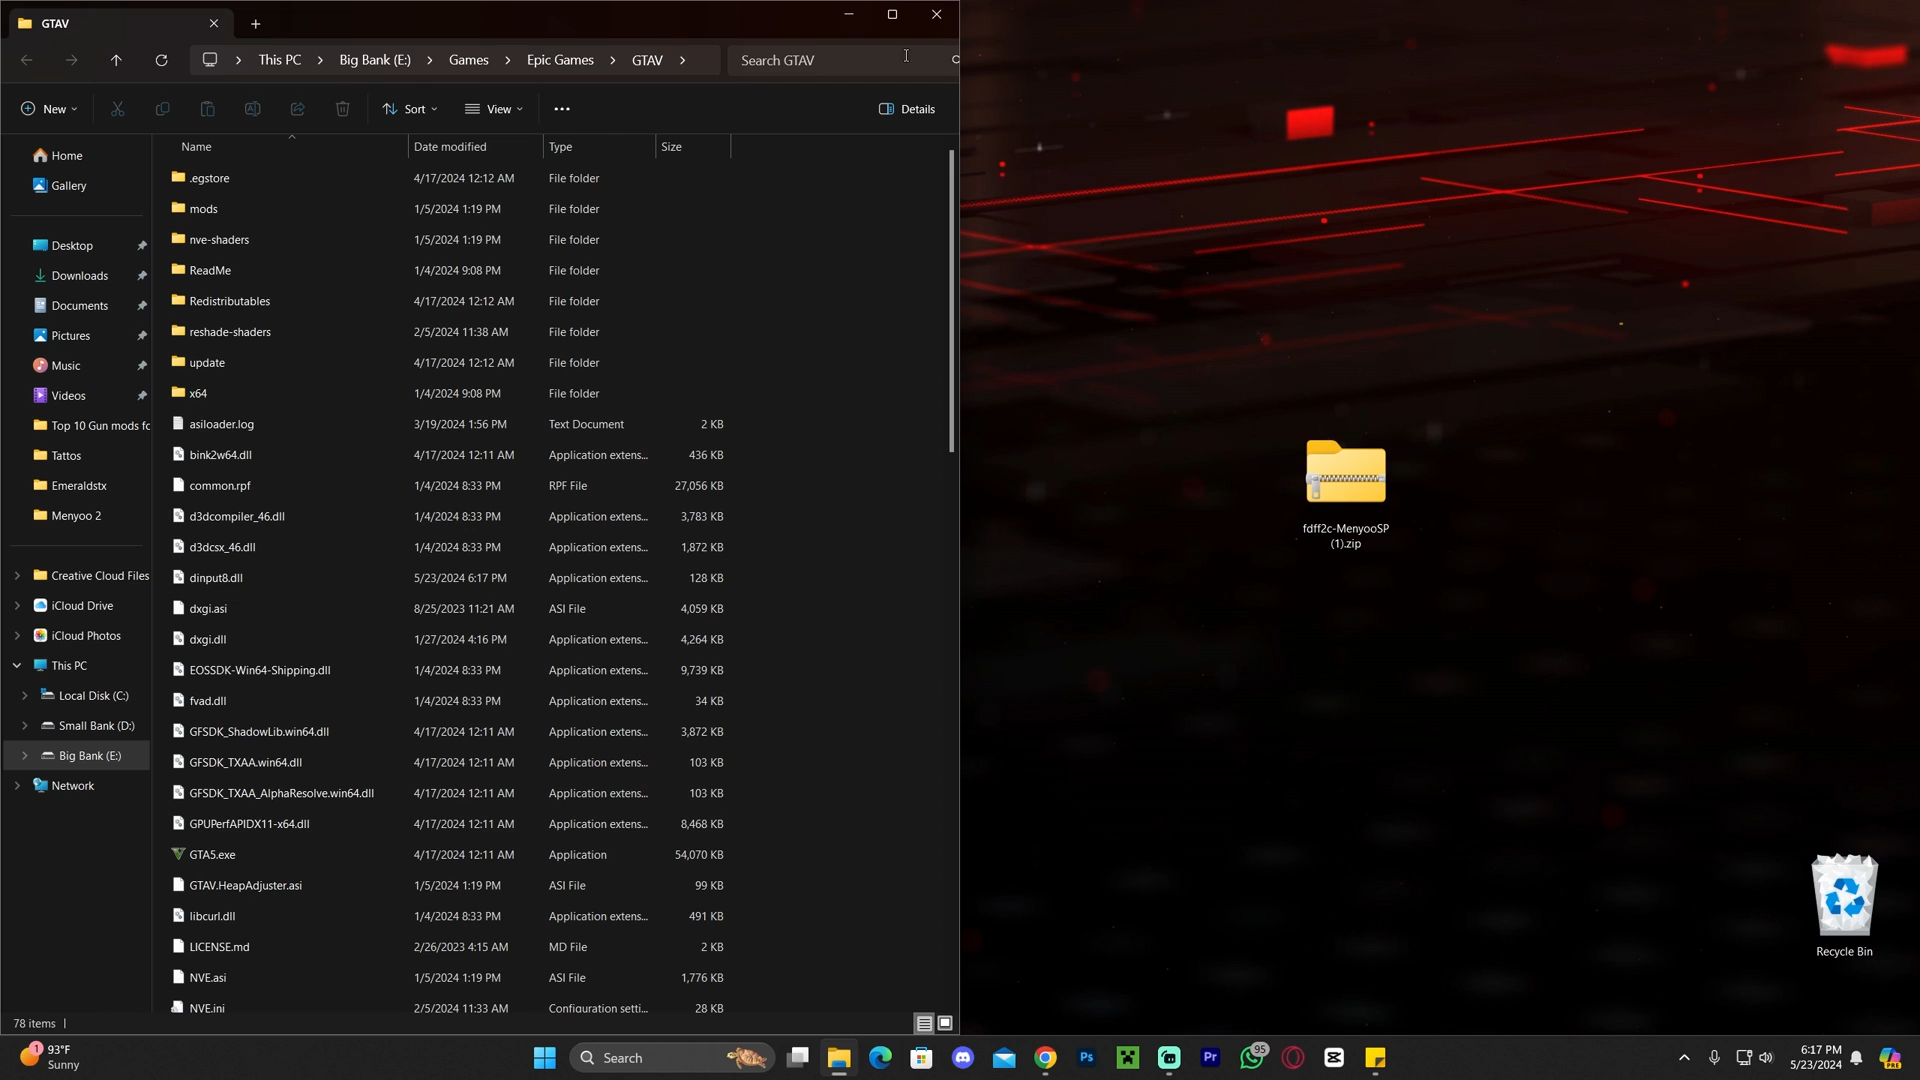 GTAV
This PC
Big Bank (E:)
Games
Epic Games
GTAV
Search GTAV
New
Sort
View
Details
Name Date modified Type Size
Home
Gallery
Desktop
Downloads
Documents
Pictures
Music
Videos
Top 10 Gun mods fo
Tattos
Emeraldstx
Menyoo 2
Creative Cloud Files
iCloud Drive
iCloud Photos
This PC
Local Disk (C:)
Small Bank (D:)
Big Bank (E:)
Network
.egstore 4/17/2024 12:12 AM File folder
mods 1/5/2024 1:19 PM File folder
nve-shaders 1/5/2024 1:19 PM File folder
ReadMe 1/4/2024 9:08 PM File folder
Redistributables 4/17/2024 12:12 AM File folder
reshade-shaders 2/5/2024 11:38 AM File folder
update 4/17/2024 12:12 AM File folder
x64 1/4/2024 9:08 PM File folder
asiloader.log 3/19/2024 1:56 PM Text Document 2 KB
bink2w64.dll 4/17/2024 12:11 AM Application extens... 436 KB
common.rpf 1/4/2024 8:33 PM RPF File 27,056 KB
d3dcompiler_46.dll 1/4/2024 8:33 PM Application extens... 3,783 KB
d3dcsx_46.dll 1/4/2024 8:33 PM Application extens... 1,872 KB
dinput8.dll 5/23/2024 6:17 PM Application extens... 128 KB
dxgi.asi 8/25/2023 11:21 AM ASI File 4,059 KB
dxgi.dll 1/27/2024 4:16 PM Application extens... 4,264 KB
EOSSDK-Win64-Shipping.dll 1/4/2024 8:33 PM Application extens... 9,739 KB
fvad.dll 1/4/2024 8:33 PM Application extens... 34 KB
GFSDK_ShadowLib.win64.dll 4/17/2024 12:11 AM Application extens... 3,872 KB
GFSDK_TXAA.win64.dll 4/17/2024 12:11 AM Application extens... 103 KB
GFSDK_TXAA_AlphaResolve.win64.dll 4/17/2024 12:11 AM Application extens... 103 KB
GPUPerfAPIDX11-x64.dll 4/17/2024 12:11 AM Application extens... 8,468 KB
GTA5.exe 4/17/2024 12:11 AM Application 54,070 KB
GTAV.HeapAdjuster.asi 1/5/2024 1:19 PM ASI File 99 KB
libcurl.dll 1/4/2024 8:33 PM Application extens... 491 KB
LICENSE.md 2/26/2023 4:15 AM MD File 2 KB
NVE.asi 1/5/2024 1:19 PM ASI File 1,776 KB
NVE.ini 2/5/2024 11:33 AM Configuration setti... 28 KB
78 items
fdff2c-MenyooSP
(1).zip
Recycle Bin
1
93°F
Sunny
Search
Ps
Pr
95
PRE
6:17 PM
5/23/2024